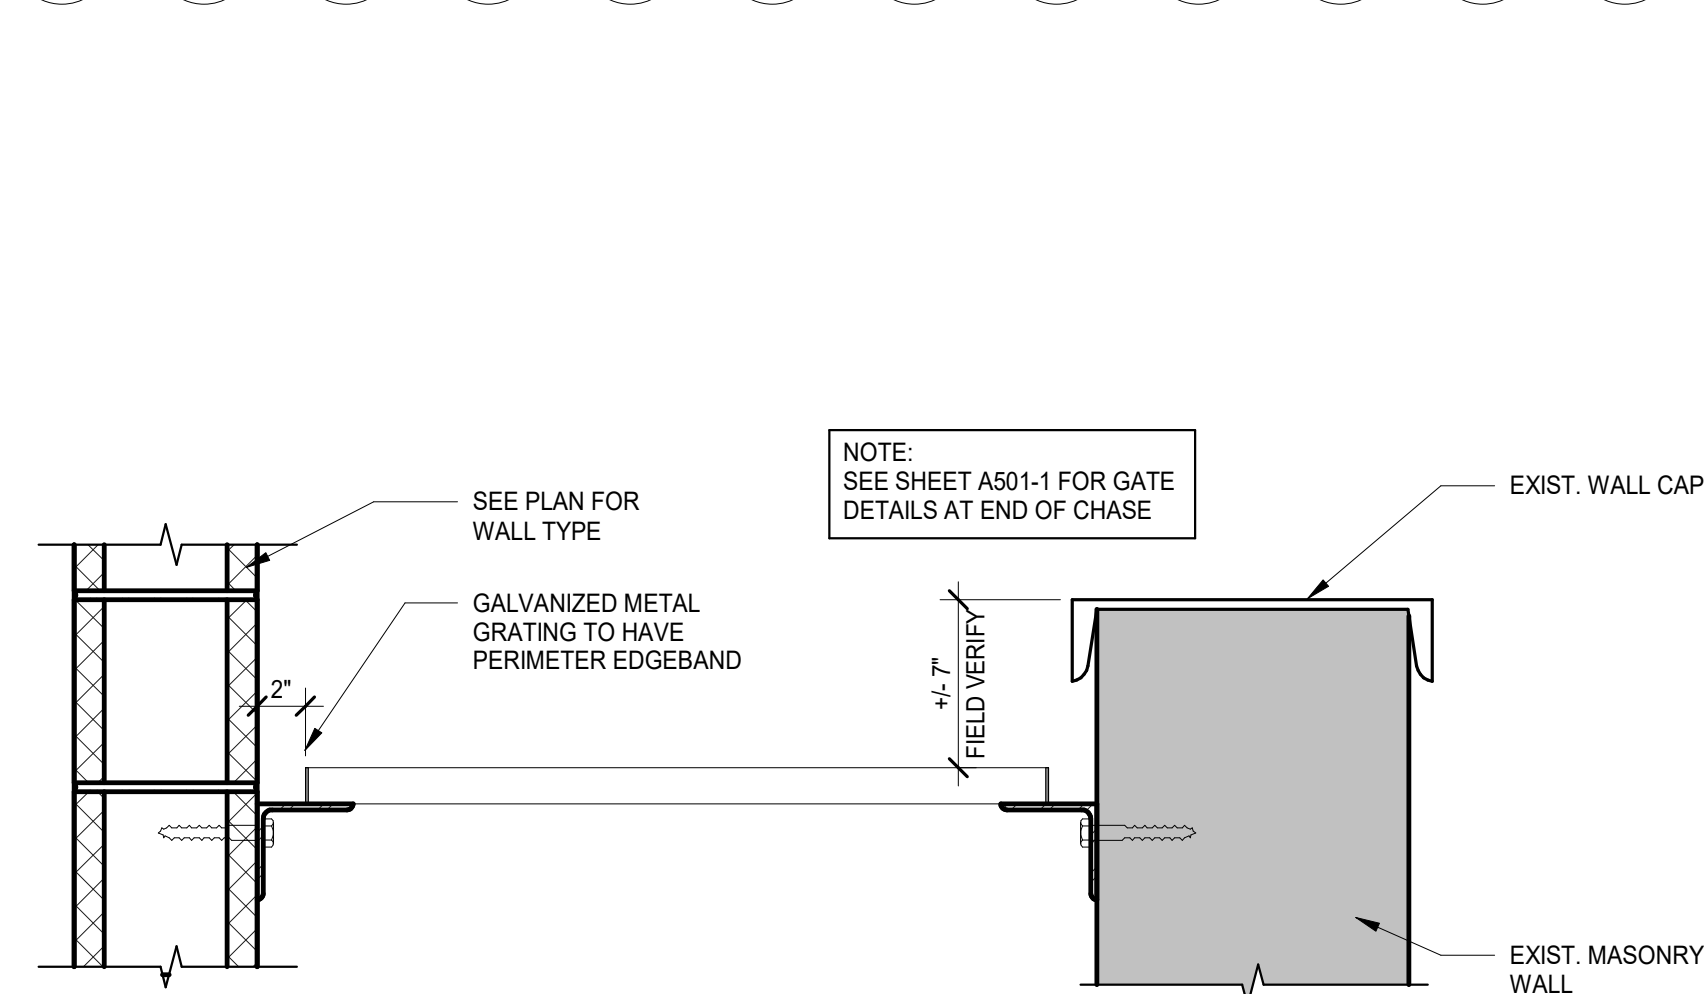 NOTE:
SEE SHEET A501-1 FOR GATE
DETAILS AT END OF CHASE
EXIST. WALL CAP
SEE PLAN FOR
WALL TYPE
GALVANIZED METAL
GRATING TO HAVE
PERIMETER EDGEBAND
2"
+/- 7"
FIELD VERIFY
EXIST. MASONRY
WALL